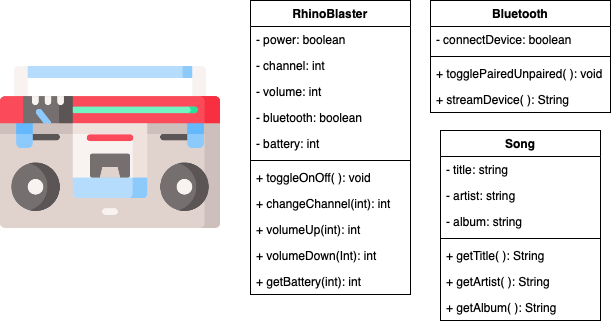 RhinoBlaster
- power: boolean
- channel: int
- volume: int
- bluetooth: boolean
- battery: int
+ toggleOnOff( ): void
+ changeChannel(int): int
+ volumeUp(int): int
+ volumeDown(Int): int
+ getBattery(int): int
Bluetooth
- connectDevice: boolean
+ togglePairedUnpaired( ): void
+ streamDevice( ): String
Song
- title: string
- artist: string
- album: string
+ getTitle( ): String
+ getArtist( ): String
+ getAlbum( ): String